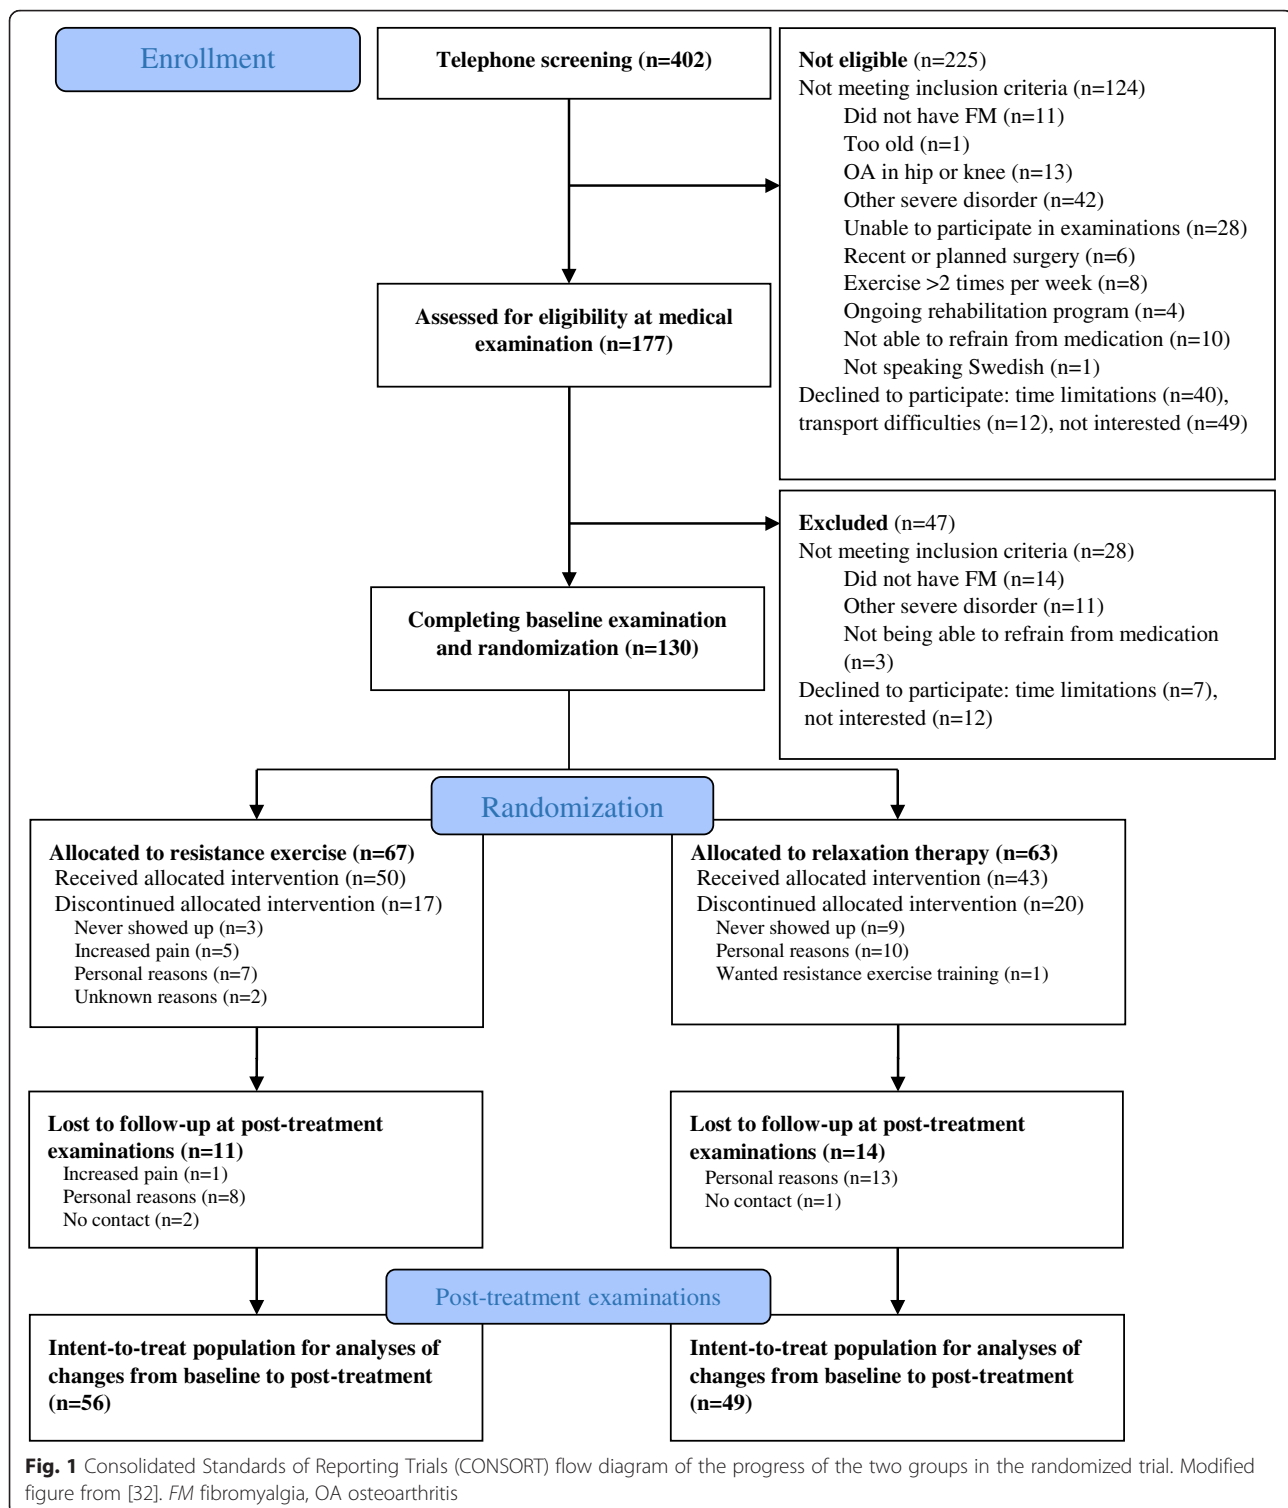 Enrollment
Telephone screening (n=402)
Not eligible (n=225)
Not meeting inclusion criteria (n=124)
Did not have FM (n=11)
Too old (n=1)
OA in hip or knee (n=13)
Other severe disorder (n=42)
Unable to participate in examinations (n=28)
Recent or planned surgery (n=6)
Exercise >2 times per week (n=8)
Ongoing rehabilitation program (n=4)
Not able to refrain from medication (n=10)
Not speaking Swedish (n=1)
Declined to participate: time limitations (n=40),
transport difficulties (n=12), not interested (n=49)
Assessed for eligibility at medical
examination (n=177)
Excluded (n=47)
Not meeting inclusion criteria (n=28)
Did not have FM (n=14)
Other severe disorder (n=11)
Not being able to refrain from medication
(n=3)
Declined to participate: time limitations (n=7),
not interested (n=12)
Completing baseline examination
and randomization (n=130)
Randomization
Allocated to resistance exercise (n=67)
Received allocated intervention (n=50)
Discontinued allocated intervention (n=17)
Never showed up (n=3)
Increased pain (n=5)
Personal reasons (n=7)
Unknown reasons (n=2)
Allocated to relaxation therapy (n=63)
Received allocated intervention (n=43)
Discontinued allocated intervention (n=20)
Never showed up (n=9)
Personal reasons (n=10)
Wanted resistance exercise training (n=1)
Lost to follow-up at post-treatment
examinations (n=11)
Increased pain (n=1)
Personal reasons (n=8)
No contact (n=2)
Lost to follow-up at post-treatment
examinations (n=14)
Personal reasons (n=13)
No contact (n=1)
Post-treatment examinations
Intent-to-treat population for analyses of
changes from baseline to post-treatment
(n=56)
Intent-to-treat population for analyses of
changes from baseline to post-treatment
(n=49)
Fig. 1 Consolidated Standards of Reporting Trials (CONSORT) flow diagram of the progress of the two groups in the randomized trial. Modified
figure from [32]. FM fibromyalgia, OA osteoarthritis